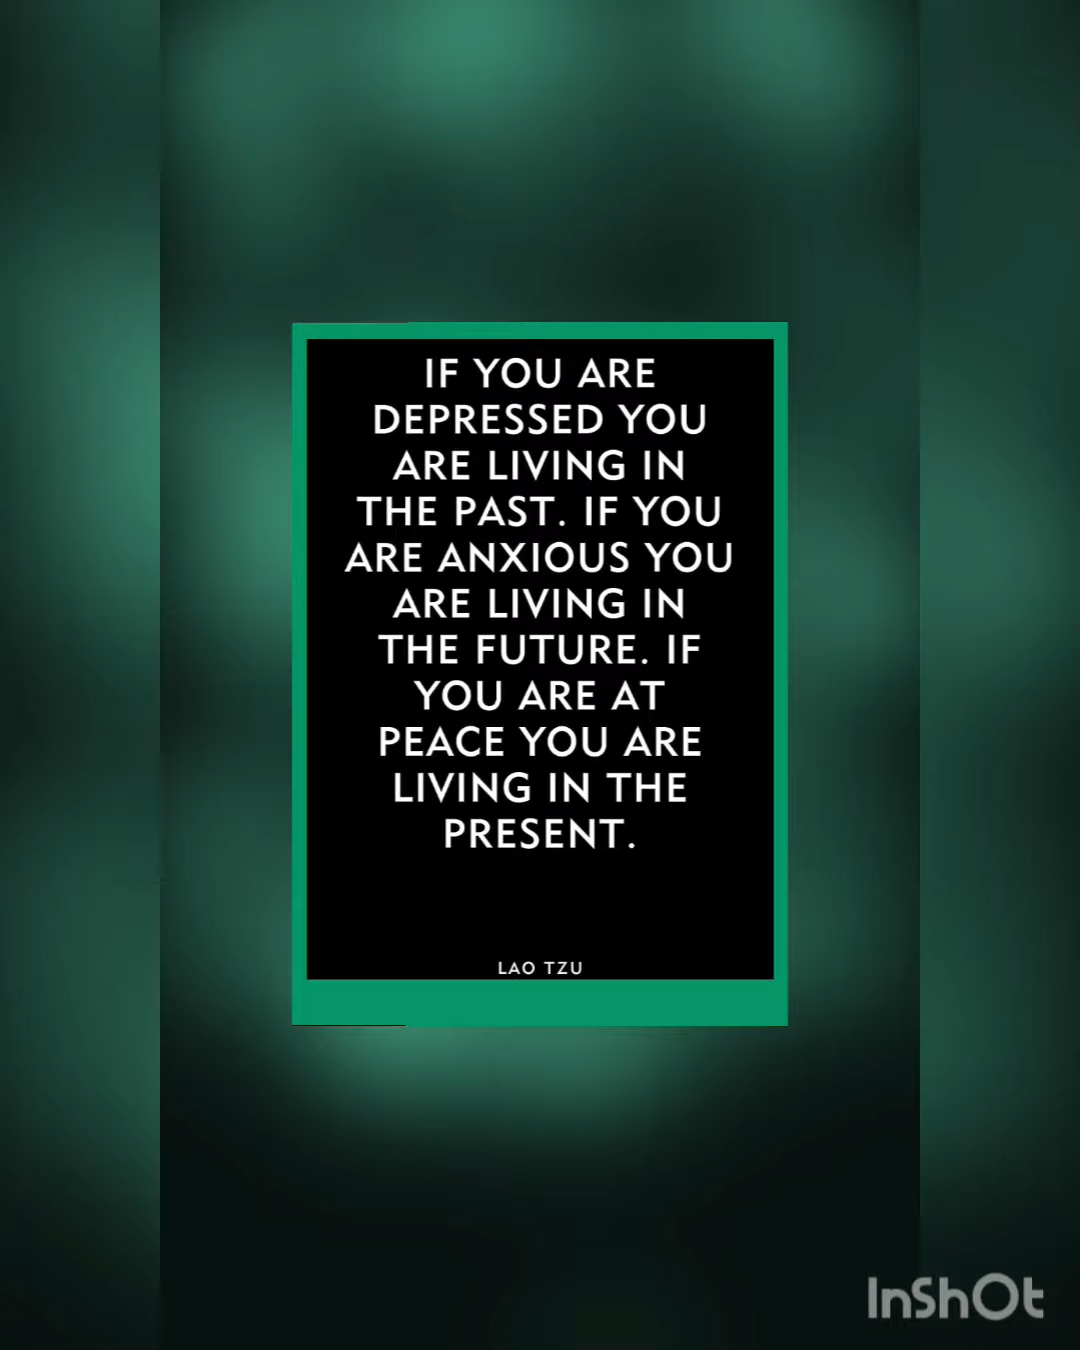 IF YOU ARE
DEPRESSED YOU
ARE LIVING IN
THE PAST. IF YOU
ARE ANXIOUS YOU
ARE LIVING IN
THE FUTURE. IF
YOU ARE AT
PEACE YOU ARE
LIVING IN THE
PRESENT.
LAO TZU
InShOt